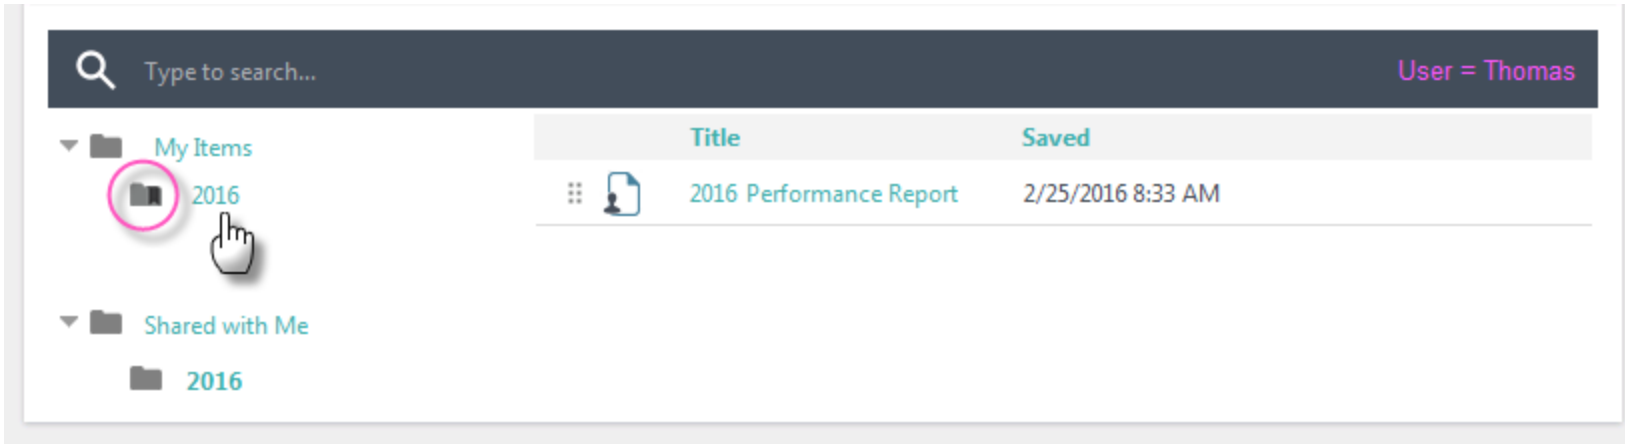 Type to search...
User = Thomas
My Items
2016
Shared with Me
2016
Title Saved
2016 Performance Report 2/25/2016 8:33 AM